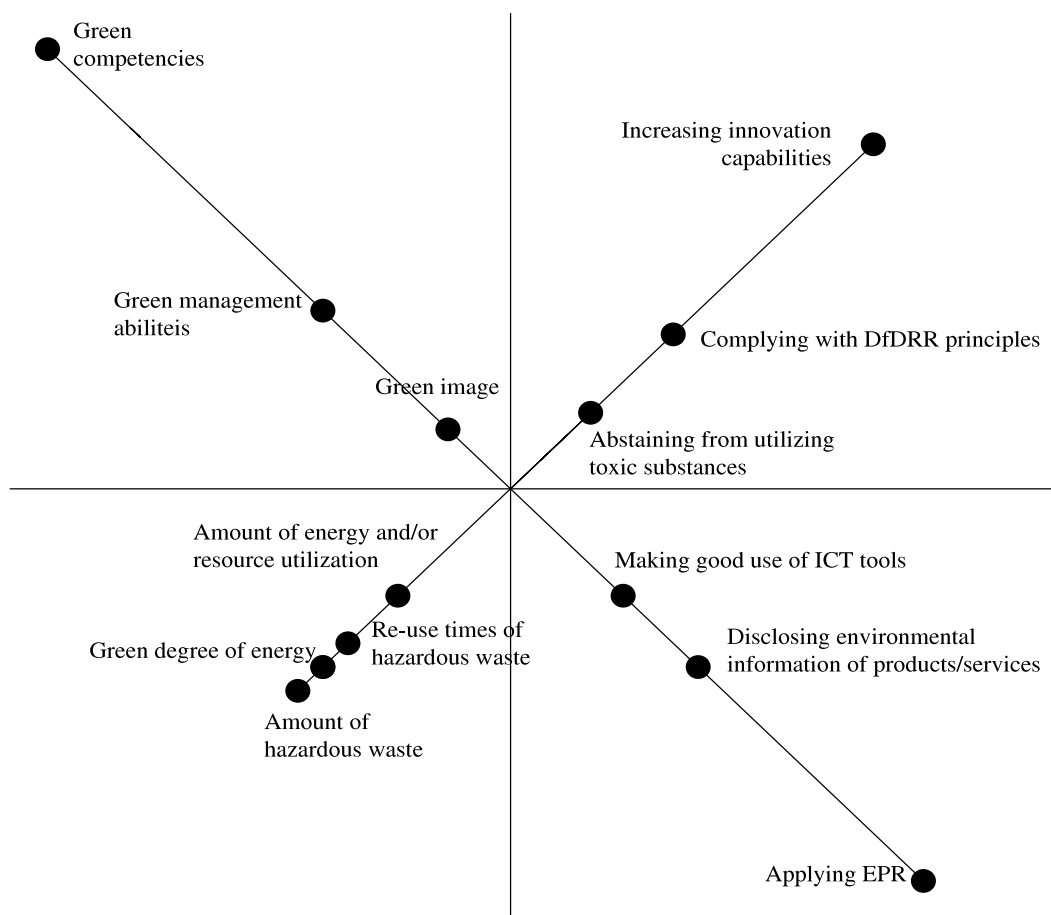 Green
competencies
Increasing innovation
capabilities
Green management
abiliteis
Complying with DfDRR principles
Green image
Abstaining from utilizing
toxic substances
Amount of energy and/or
resource utilization
Making good use of ICT tools
Re-use times of
hazardous waste
Green degree of energy
Disclosing environmental
information of products/services
Amount of
hazardous waste
Applying EPR